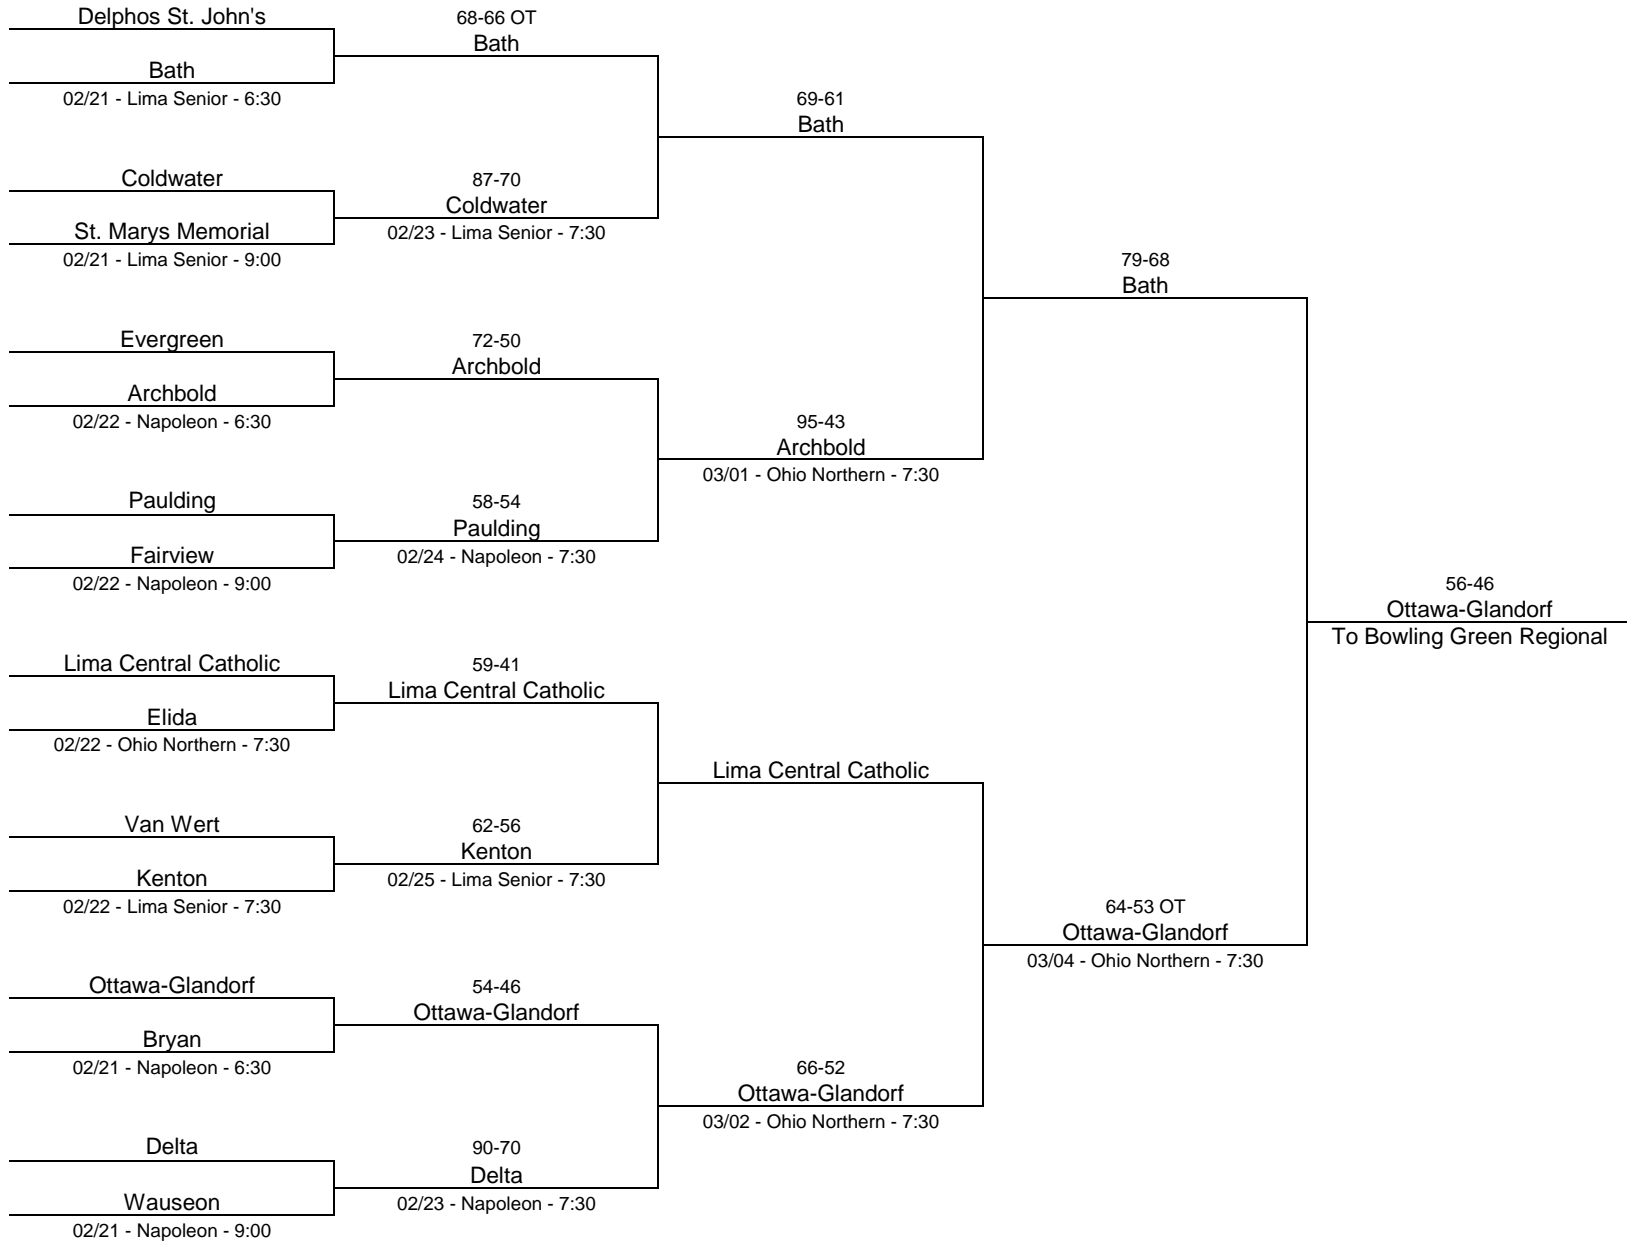 Delphos St. John's
Bath
02/21 - Lima Senior - 6:30
Coldwater
St. Marys Memorial
02/21 - Lima Senior - 9:00
Evergreen
Archbold
02/22 - Napoleon - 6:30
Paulding
Fairview
02/22 - Napoleon - 9:00
Lima Central Catholic
Elida
02/22 - Ohio Northern - 7:30
Van Wert
Kenton
02/22 - Lima Senior - 7:30
Ottawa-Glandorf
Bryan
02/21 - Napoleon - 6:30
Delta
Wauseon
02/21 - Napoleon - 9:00
68-66 OT
Bath
87-70
Coldwater
02/23 - Lima Senior - 7:30
72-50
Archbold
58-54
Paulding
02/24 - Napoleon - 7:30
59-41
Lima Central Catholic
62-56
Kenton
02/25 - Lima Senior - 7:30
54-46
Ottawa-Glandorf
90-70
Delta
02/23 - Napoleon - 7:30
69-61
Bath
95-43
Archbold
03/01 - Ohio Northern - 7:30
Lima Central Catholic
66-52
Ottawa-Glandorf
03/02 - Ohio Northern - 7:30
79-68
Bath
64-53 OT
Ottawa-Glandorf
03/04 - Ohio Northern - 7:30
56-46
Ottawa-Glandorf
To Bowling Green Regional